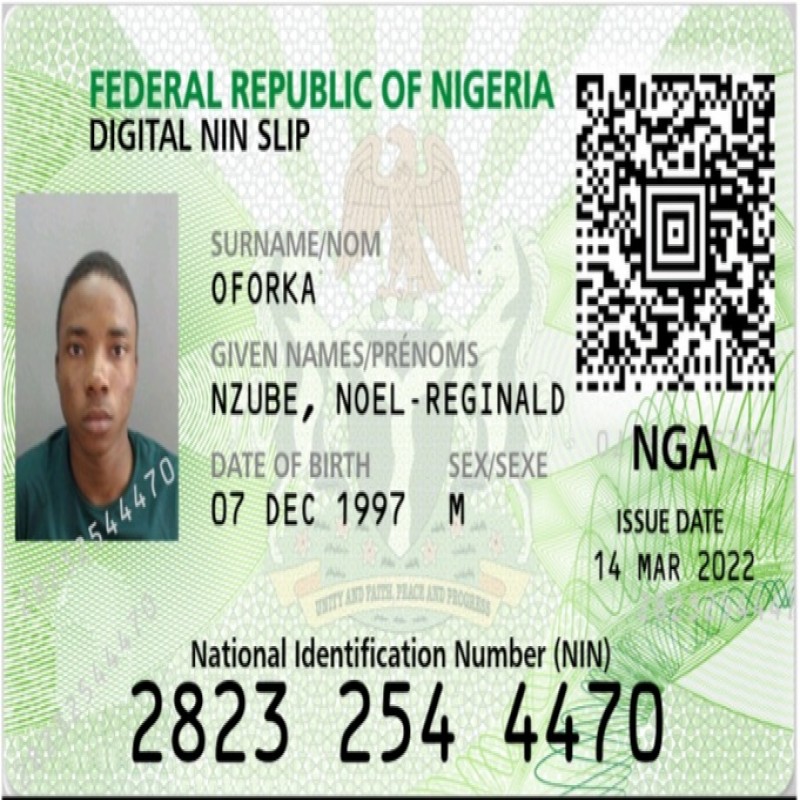 FEDERAL REPUBLIC OF NIGERIA
DIGITAL NIN SLIP
SURNAME/NOM
OFORKA
GIVEN NAMES/PRÉNOMS
NZUBE, NOEL-REGINALD
DATE OF BIRTH SEX/SEXE
07 DEC 1997 M
NGA
ISSUE DATE
14 MAR 2022
UNITY AND FAITH, PEACE AND PROGRESS
National Identification Number (NIN)
2823 254 4470